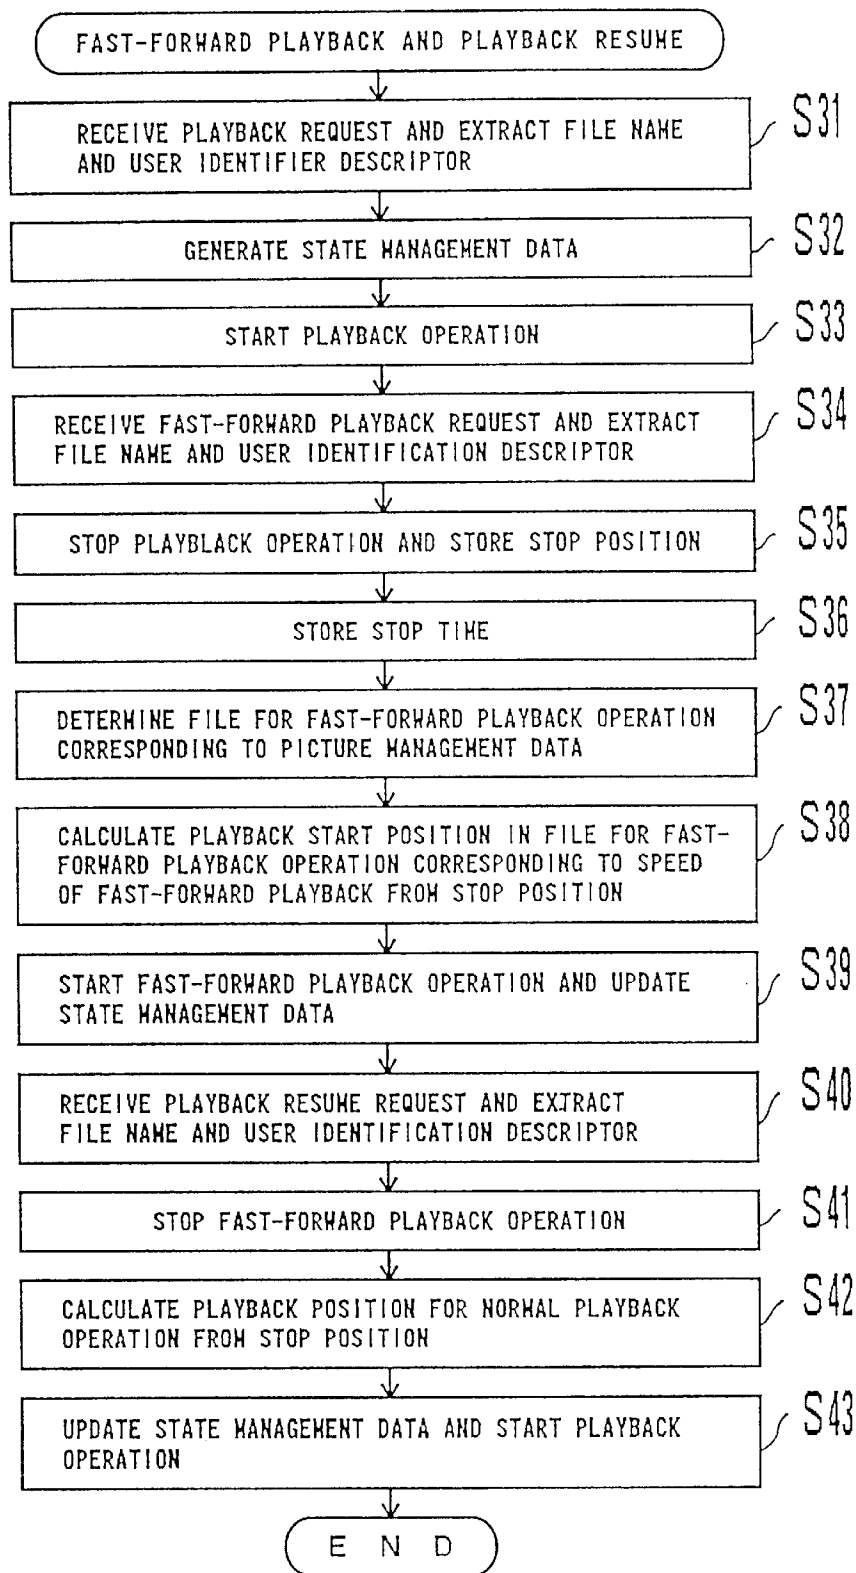 FAST-FORWARD PLAYBACK AND PLAYBACK RESUME
RECEIVE PLAYBACK REQUEST AND EXTRACT FILE NAME
AND USER IDENTIFIER DESCRIPTOR
S31
GENERATE STATE MANAGEMENT DATA
S32
START PLAYBACK OPERATION
S33
RECEIVE FAST-FORWARD PLAYBACK REQUEST AND EXTRACT
FILE NAME AND USER IDENTIFICATION DESCRIPTOR
S34
STOP PLAYBLACK OPERATION AND STORE STOP POSITION
S35
STORE STOP TIME
S36
DETERMINE FILE FOR FAST-FORWARD PLAYBACK OPERATION
CORRESPONDING TO PICTURE MANAGEMENT DATA
S37
CALCULATE PLAYBACK START POSITION IN FILE FOR FAST-
FORWARD PLAYBACK OPERATION CORRESPONDING TO SPEED
OF FAST-FORWARD PLAYBACK FROM STOP POSITION
S38
START FAST-FORWARD PLAYBACK OPERATION AND UPDATE
STATE MANAGEMENT DATA
S39
RECEIVE PLAYBACK RESUME REQUEST AND EXTRACT
FILE NAME AND USER IDENTIFICATION DESCRIPTOR
S40
STOP FAST-FORWARD PLAYBACK OPERATION
S41
CALCULATE PLAYBACK POSITION FOR NORMAL PLAYBACK
OPERATION FROM STOP POSITION
S42
UPDATE STATE MANAGEMENT DATA AND START PLAYBACK
OPERATION
S43
END